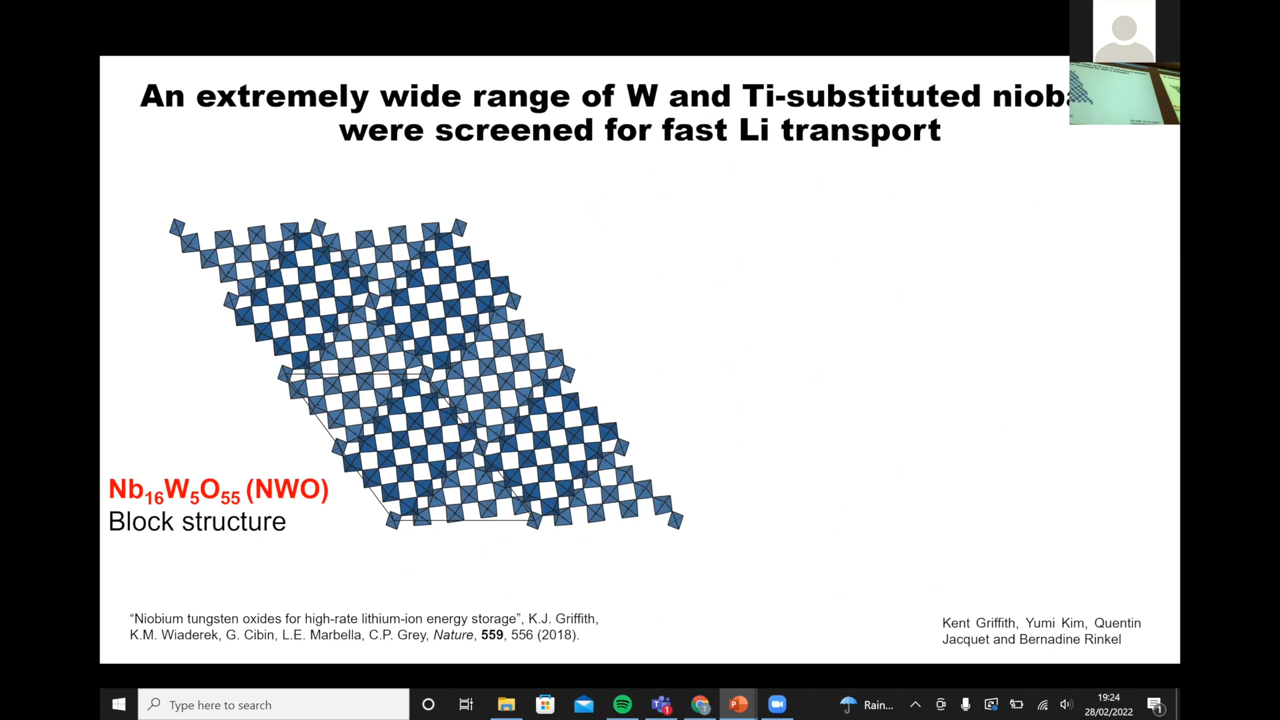 An extremely wide range of W and Ti-substituted
were screened for fast Li transport
Nb16W5O55 (NWO)
Block structure
“Niobium tungsten oxides for high-rate lithium-ion energy storage”, K.J. Griffith,
K.M. Wiaderek, G. Cibin, L.E. Marbella, C.P. Grey, Nature, 559, 556 (2018).
Kent Griffith, Yumi Kim, Quentin
Jacquet and Bernadine Rinkel
Type here to search
Rain...
19:24
28/02/2022